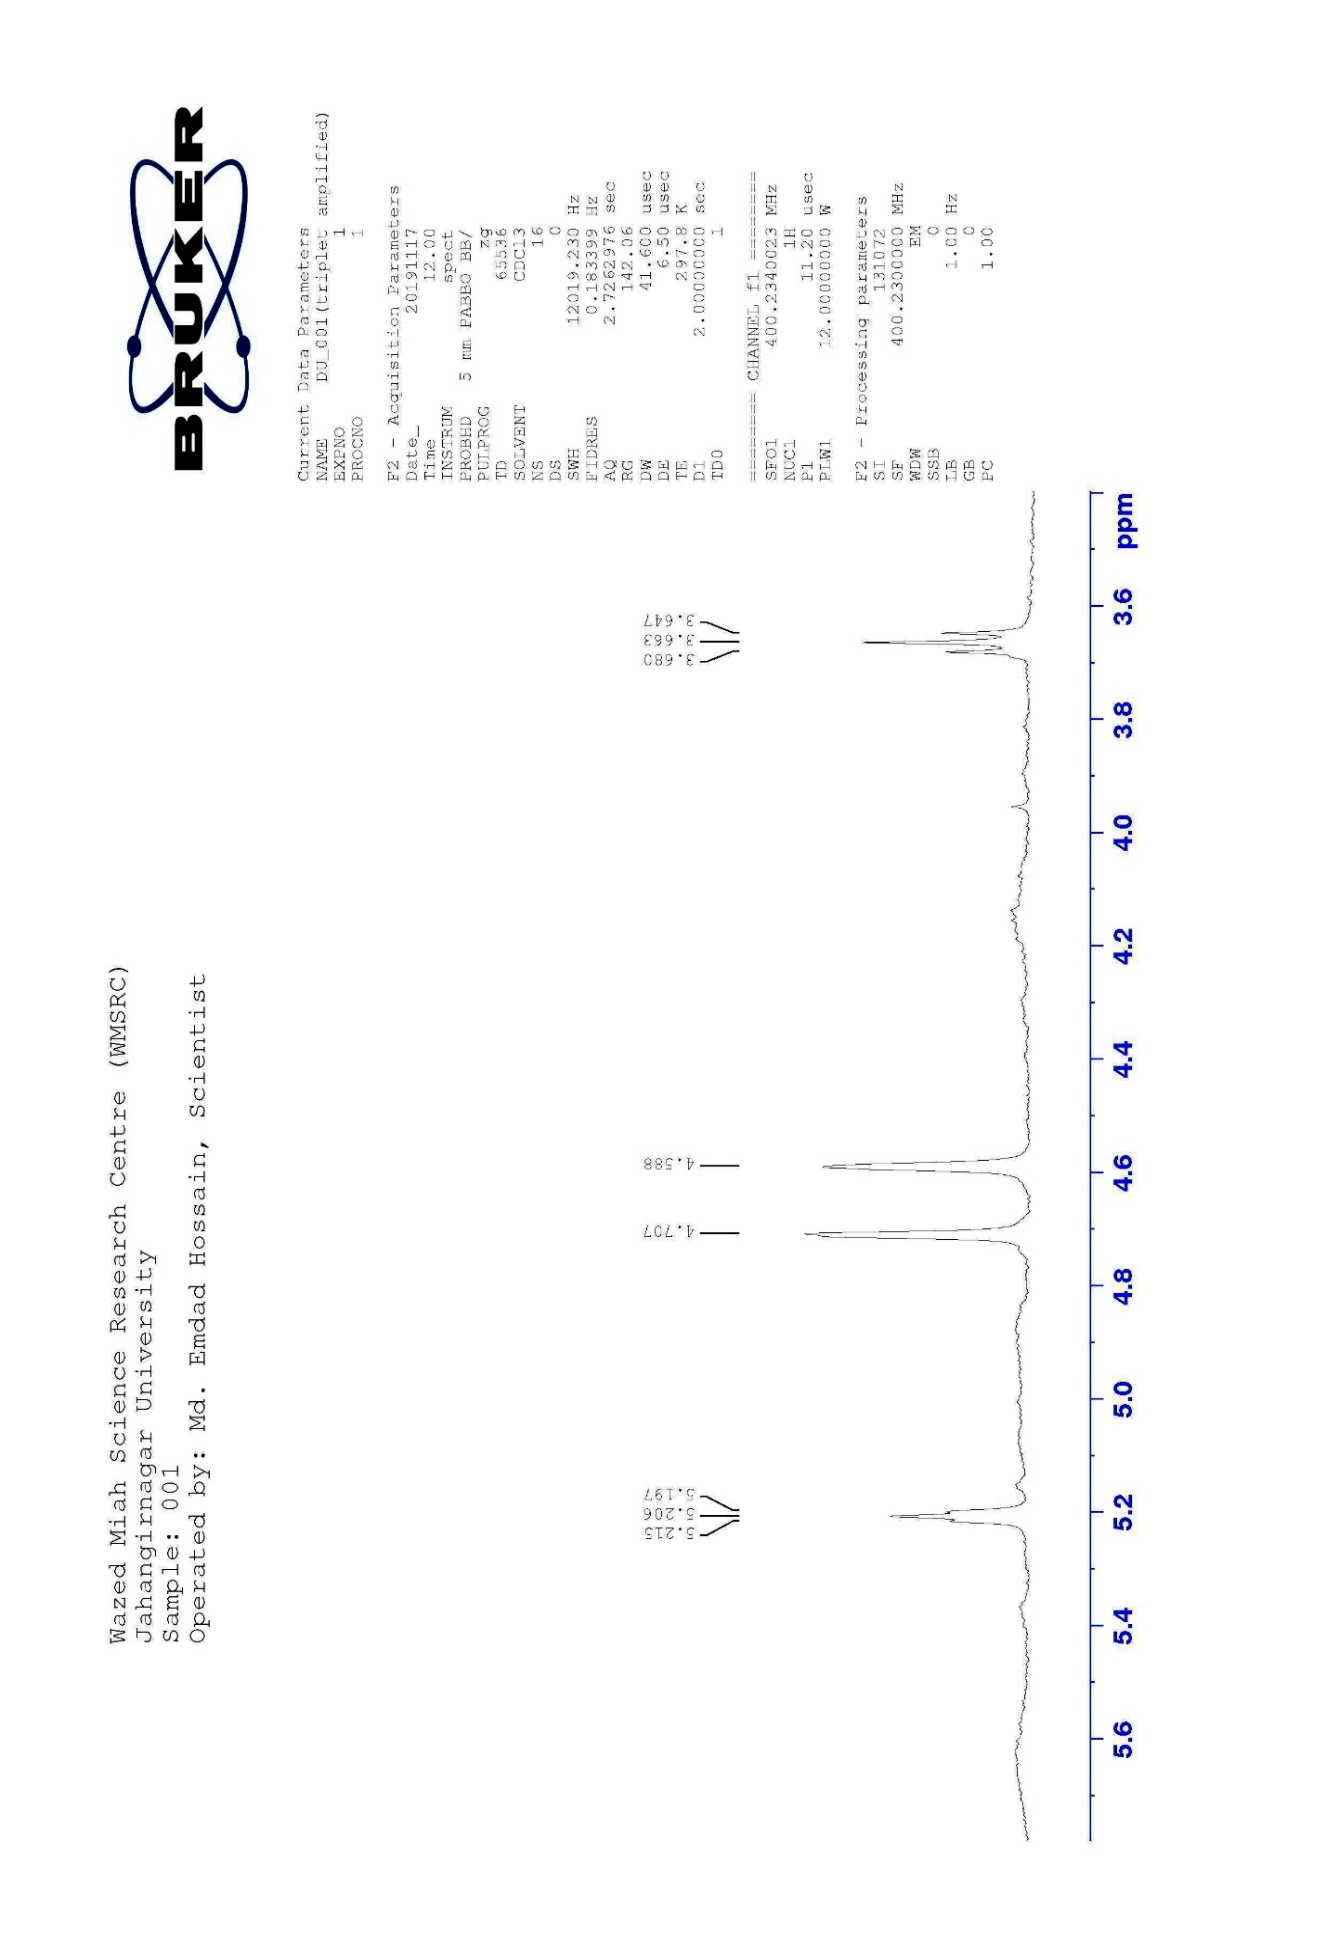 Wazed Miah Science Research Centre (WMSRC)
Jahangirnagar University
Sample: 001
Operated by: Md. Emdad Hossain, Scientist
BRUKER
Current Data Parameters
NAME DU_001(triplet amplified)
EXPNO 1
PROCNO 1
F2 - Acquisition Parameters
Date_ 20191117
Time 12.00
INSTRUM spect
PROBHD 5 mm PABBO BB/
PULPROG zg
TD 65536
SOLVENT CDCl3
NS 16
DS 0
SWH 12019.230 Hz
FIDRES 0.183399 Hz
AQ 2.7262976 sec
RG 142.06
DW 41.600 usec
DE 6.50 usec
TE 297.8 K
D1 2.00000000 sec
TD0 1
======== CHANNEL f1 ========
SFO1 400.2340023 MHz
NUC1 1H
P1 11.20 usec
PLW1 12.00000000 W
F2 - Processing parameters
SI 131072
SF 400.2300000 MHz
WDW EM
SSB 0
LB 1.00 Hz
GB 0
PC 1.00
5.215
5.206
5.197
4.707
4.588
3.680
3.663
3.647
5.6 5.4 5.2 5.0 4.8 4.6 4.4 4.2 4.0 3.8 3.6 ppm